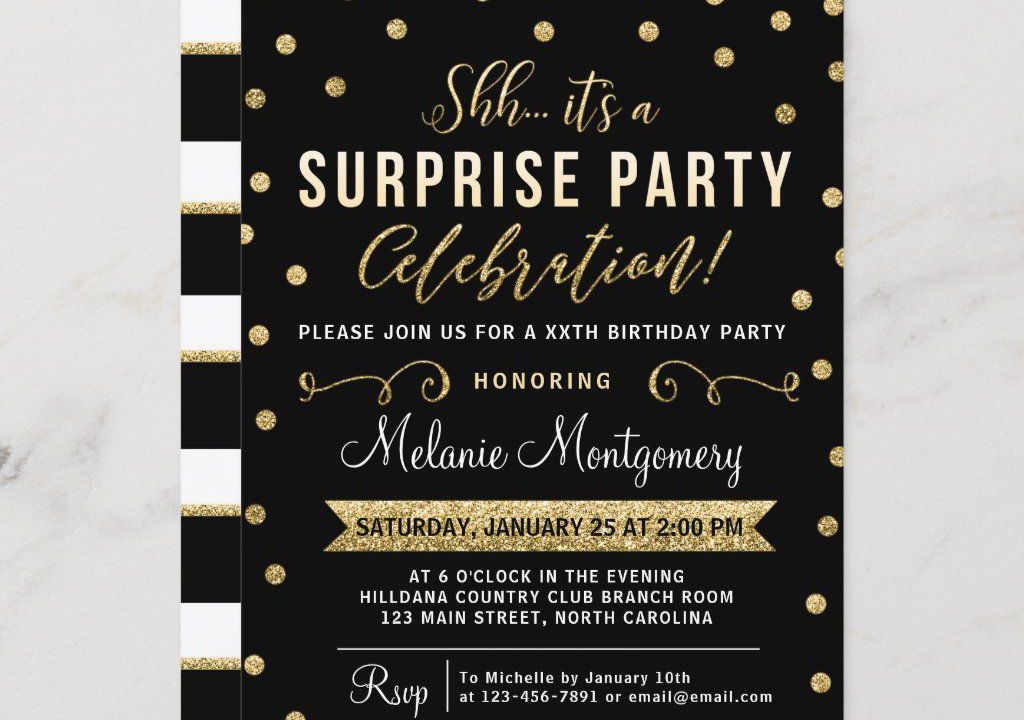 Shh... it's a
SURPRISE PARTY
Celebration!
PLEASE JOIN US FOR A XXTH BIRTHDAY PARTY
HONORING
Melanie Montgomery
SATURDAY, JANUARY 25 AT 2:00 PM
AT 6 O'CLOCK IN THE EVENING
HILLDANA COUNTRY CLUB BRANCH ROOM
123 MAIN STREET, NORTH CAROLINA
Rsvp
To Michelle by January 10th
at 123-456-7891 or email@email.com